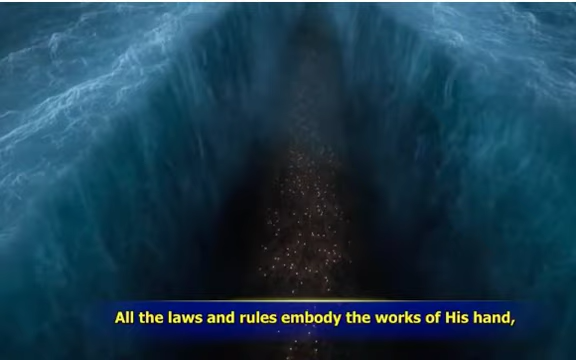 All the laws and rules embody the works of His hand,